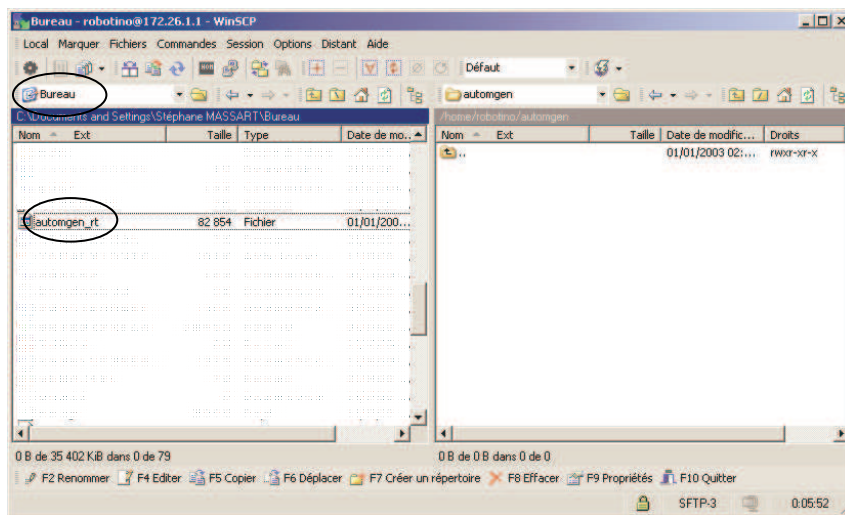 Bureau - robotino@172.26.1.1 - WinSCP
Local Marquer Fichiers Commandes Session Options Distant Aide
Défaut
Bureau
automgen
C:\Documents and Settings\Stéphane MASSART\Bureau
/home/robotino/automgen
Nom Ext Taille Type Date de mo...
Nom Ext Taille Date de modific... Droits
.. 01/01/2003 02:... rwxr-xr-x
automgen_rt 82 854 Fichier 01/01/200...
0 B de 35 402 KiB dans 0 de 79
0 B de 0 B dans 0 de 0
F2 Renommer F4 Editer F5 Copier F6 Déplacer F7 Créer un répertoire F8 Effacer F9 Propriétés F10 Quitter
SFTP-3 0:05:52